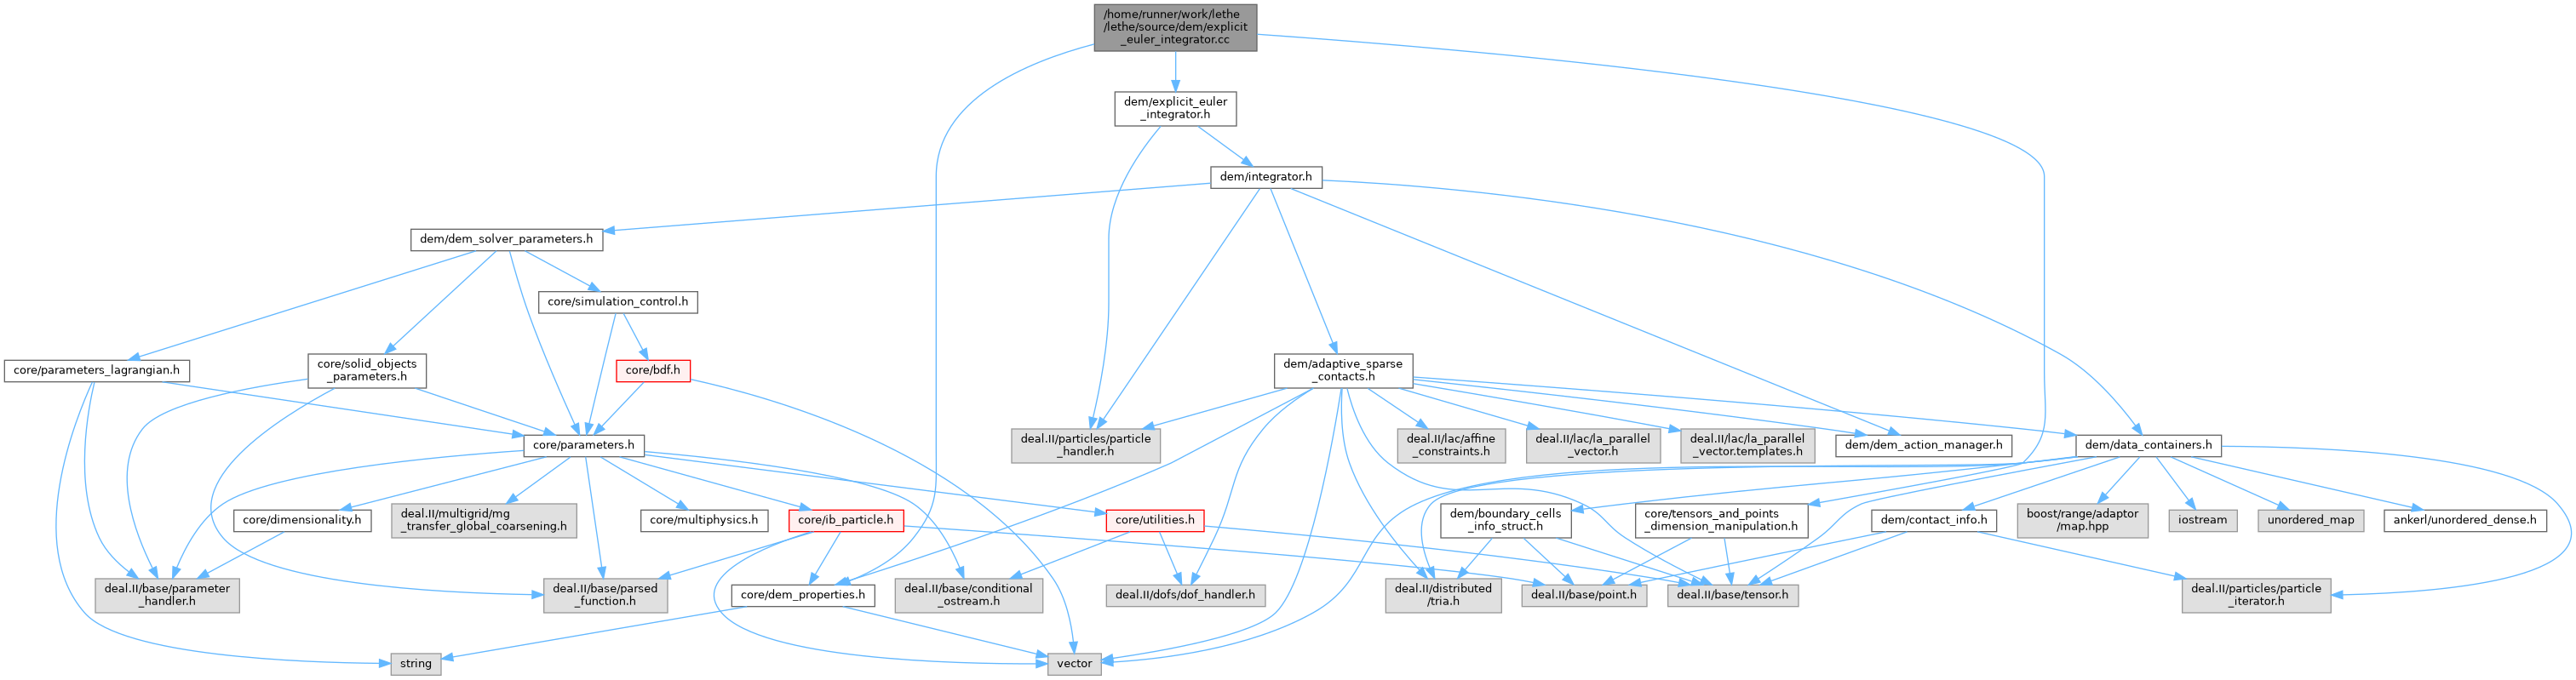 /home/runner/work/lethe
/lethe/source/dem/explicit
_euler_integrator.cc
dem/explicit_euler
_integrator.h
dem/integrator.h
dem/dem_solver_parameters.h
core/simulation_control.h
core/parameters_lagrangian.h
core/solid_objects
_parameters.h
core/bdf.h
dem/adaptive_sparse
_contacts.h
core/parameters.h
deal.II/particles/particle
_handler.h
deal.II/lac/affine
_constraints.h
deal.II/lac/la_parallel
_vector.h
deal.II/lac/la_parallel
_vector.templates.h
dem/dem_action_manager.h
dem/data_containers.h
core/dimensionality.h
deal.II/multigrid/mg
_transfer_global_coarsening.h
core/multiphysics.h
core/ib_particle.h
core/utilities.h
dem/boundary_cells
_info_struct.h
core/tensors_and_points
_dimension_manipulation.h
dem/contact_info.h
boost/range/adaptor
/map.hpp
iostream
unordered_map
ankerl/unordered_dense.h
deal.II/base/parameter
_handler.h
deal.II/base/parsed
_function.h
core/dem_properties.h
deal.II/base/conditional
_ostream.h
deal.II/dofs/dof_handler.h
deal.II/distributed
/tria.h
deal.II/base/point.h
deal.II/base/tensor.h
deal.II/particles/particle
_iterator.h
string
vector